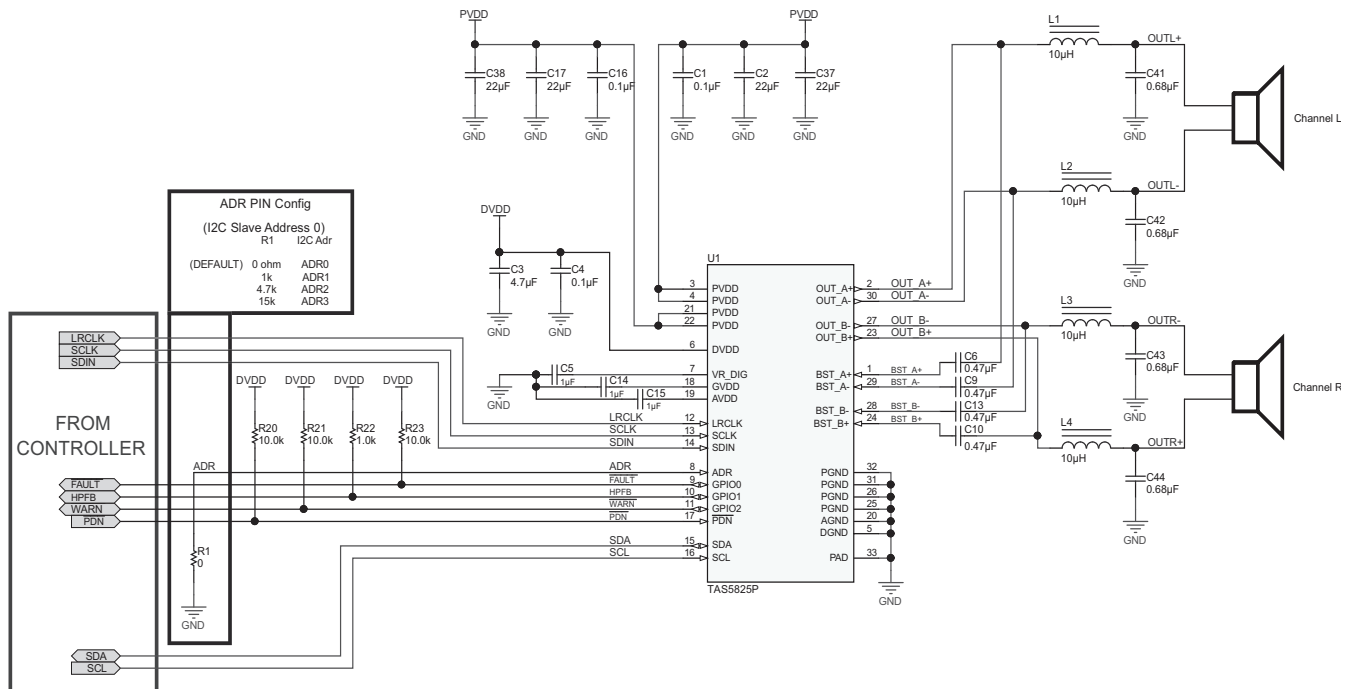 PVDD
PVDD
C38
22µF
C17
22µF
C16
0.1µF
C1
0.1µF
C2
22µF
C37
22µF
GND
GND
GND
GND
GND
GND
L1
10µH
OUTL+
C41
0.68µF
GND
Channel L
L2
10µH
OUTL-
C42
0.68µF
GND
ADR PIN Config
(I2C Slave Address 0)
R1 I2C Adr
(DEFAULT) 0 ohm ADR0
1k ADR1
4.7k ADR2
15k ADR3
DVDD
C3
4.7µF
C4
0.1µF
GND
GND
U1
3 PVDD
4 PVDD
21 PVDD
22 PVDD
6 DVDD
7 VR_DIG
18 GVDD
19 AVDD
LRCLK 12 LRCLK
SCLK 13 SCLK
SDIN 14 SDIN
ADR 8 ADR
FAULT 9 GPIO0
HPFB 10 GPIO1
WARN 11 GPIO2
PDN 17 PDN
SDA 15 SDA
SCL 16 SCL
OUT_A+ 2 OUT_A+
OUT_A- 30 OUT_A-
OUT_B- 27 OUT_B-
OUT_B+ 23 OUT_B+
BST_A+ 1 BST_A+
BST_A- 29 BST_A-
BST_B- 28 BST_B-
BST_B+ 24 BST_B+
PGND 32
PGND 31
PGND 26
PGND 25
AGND 20
DGND 5
PAD 33
TAS5825P
GND
C5
1µF
C14
1µF
C15
1µF
GND
C6
0.47µF
C9
0.47µF
C13
0.47µF
C10
0.47µF
L3
10µH
OUTR-
C43
0.68µF
GND
Channel R
L4
10µH
OUTR+
C44
0.68µF
GND
LRCLK
SCLK
SDIN
FROM
CONTROLLER
FAULT
HPFB
WARN
PDN
SDA
SCL
DVDD
DVDD
DVDD
DVDD
R20
10.0k
R21
10.0k
R22
1.0k
R23
10.0k
ADR
R1
0
GND